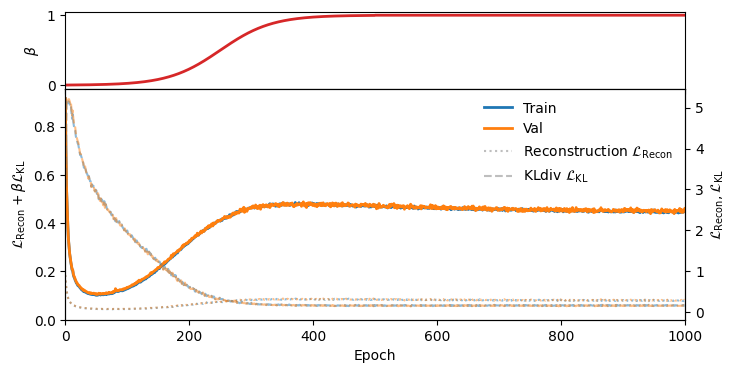 1
0
β
0.8
0.6
0.4
0.2
0.0
ℒRecon + βℒKL
Train
Val
Reconstruction ℒRecon
KLdiv ℒKL
5
4
3
2
1
0
ℒRecon, ℒKL
0 200 400 600 800 1000
Epoch